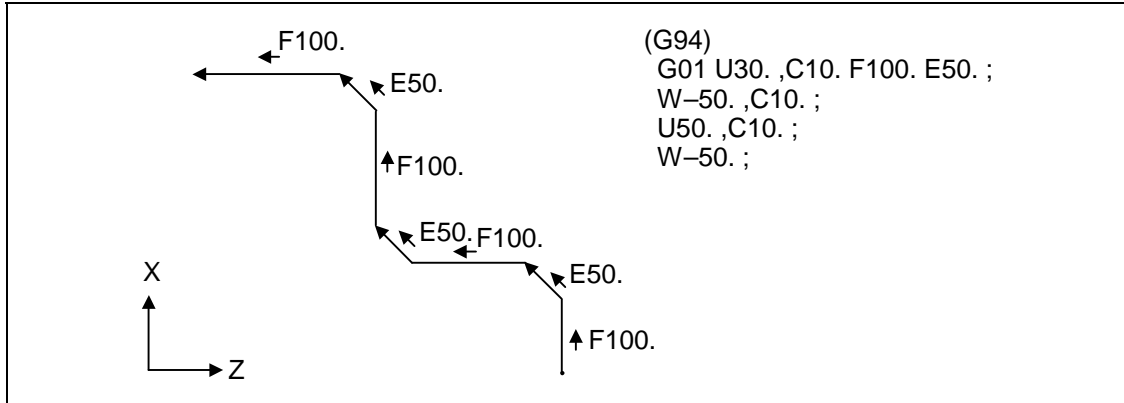 F100.
E50.
F100.
E50. F100.
E50.
F100.
X
Z
(G94)
G01 U30. ,C10. F100. E50. ;
W–50. ,C10. ;
U50. ,C10. ;
W–50. ;